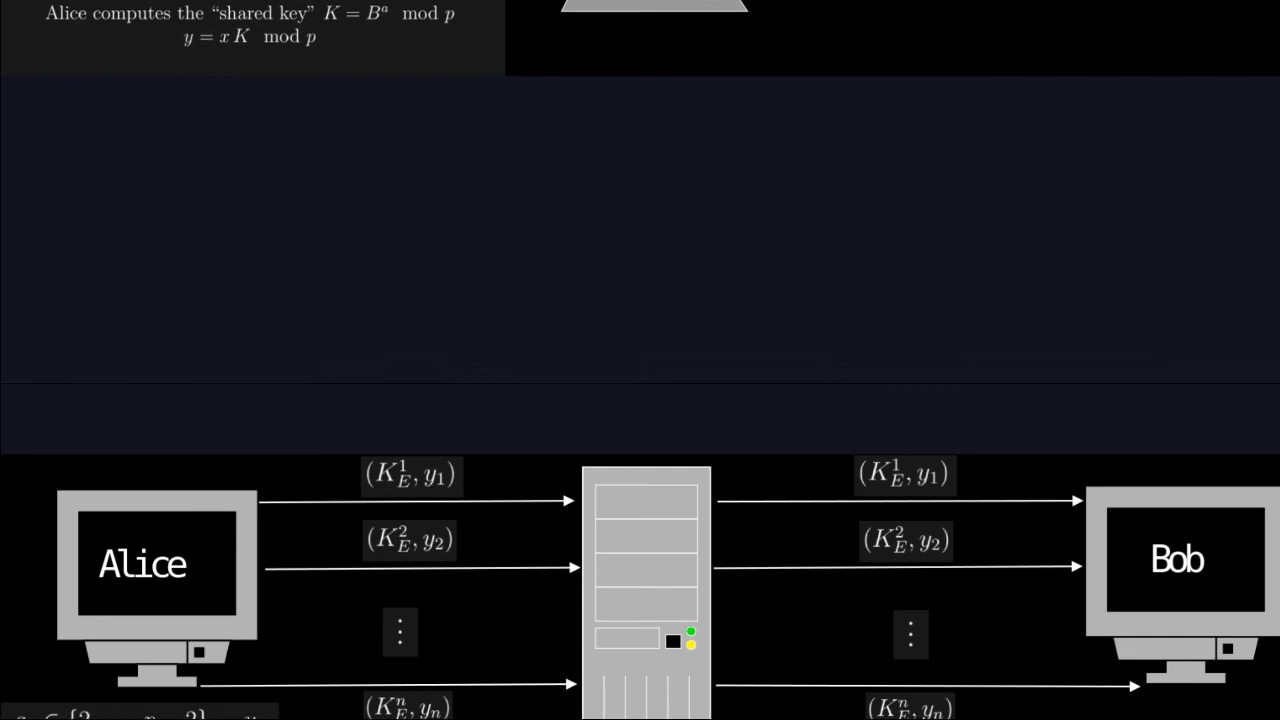 Alice computes the “shared key” K = B^a mod p
y = x K mod p
(K_E^1, y_1)
(K_E^1, y_1)
(K_E^2, y_2)
(K_E^2, y_2)
Alice
Bob
⋮
⋮
(K_E^n, y_n)
(K_E^n, y_n)